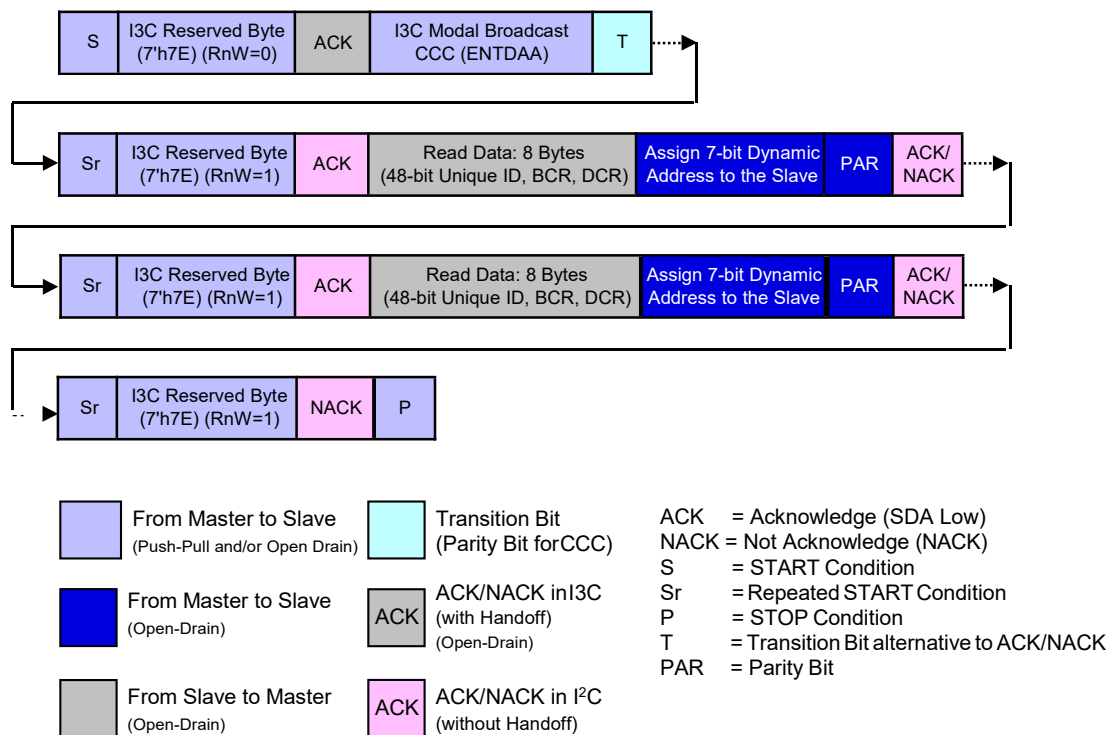 S
I3C Reserved Byte
(7'h7E) (RnW=0)
ACK
I3C Modal Broadcast
CCC (ENTDAA)
T
Sr
I3C Reserved Byte
(7'h7E) (RnW=1)
ACK
Read Data: 8 Bytes
(48-bit Unique ID, BCR, DCR)
Assign 7-bit Dynamic
Address to the Slave
PAR
ACK/
NACK
Sr
I3C Reserved Byte
(7'h7E) (RnW=1)
ACK
Read Data: 8 Bytes
(48-bit Unique ID, BCR, DCR)
Assign 7-bit Dynamic
Address to the Slave
PAR
ACK/
NACK
Sr
I3C Reserved Byte
(7'h7E) (RnW=1)
NACK
P
From Master to Slave
(Push-Pull and/or Open Drain)
From Master to Slave
(Open-Drain)
From Slave to Master
(Open-Drain)
Transition Bit
(Parity Bit for CCC)
ACK
ACK/NACK in I3C
(with Handoff)
(Open-Drain)
ACK
ACK/NACK in I²C
(without Handoff)
ACK = Acknowledge (SDA Low)
NACK = Not Acknowledge (NACK)
S = START Condition
Sr = Repeated START Condition
P = STOP Condition
T = Transition Bit alternative to ACK/NACK
PAR = Parity Bit